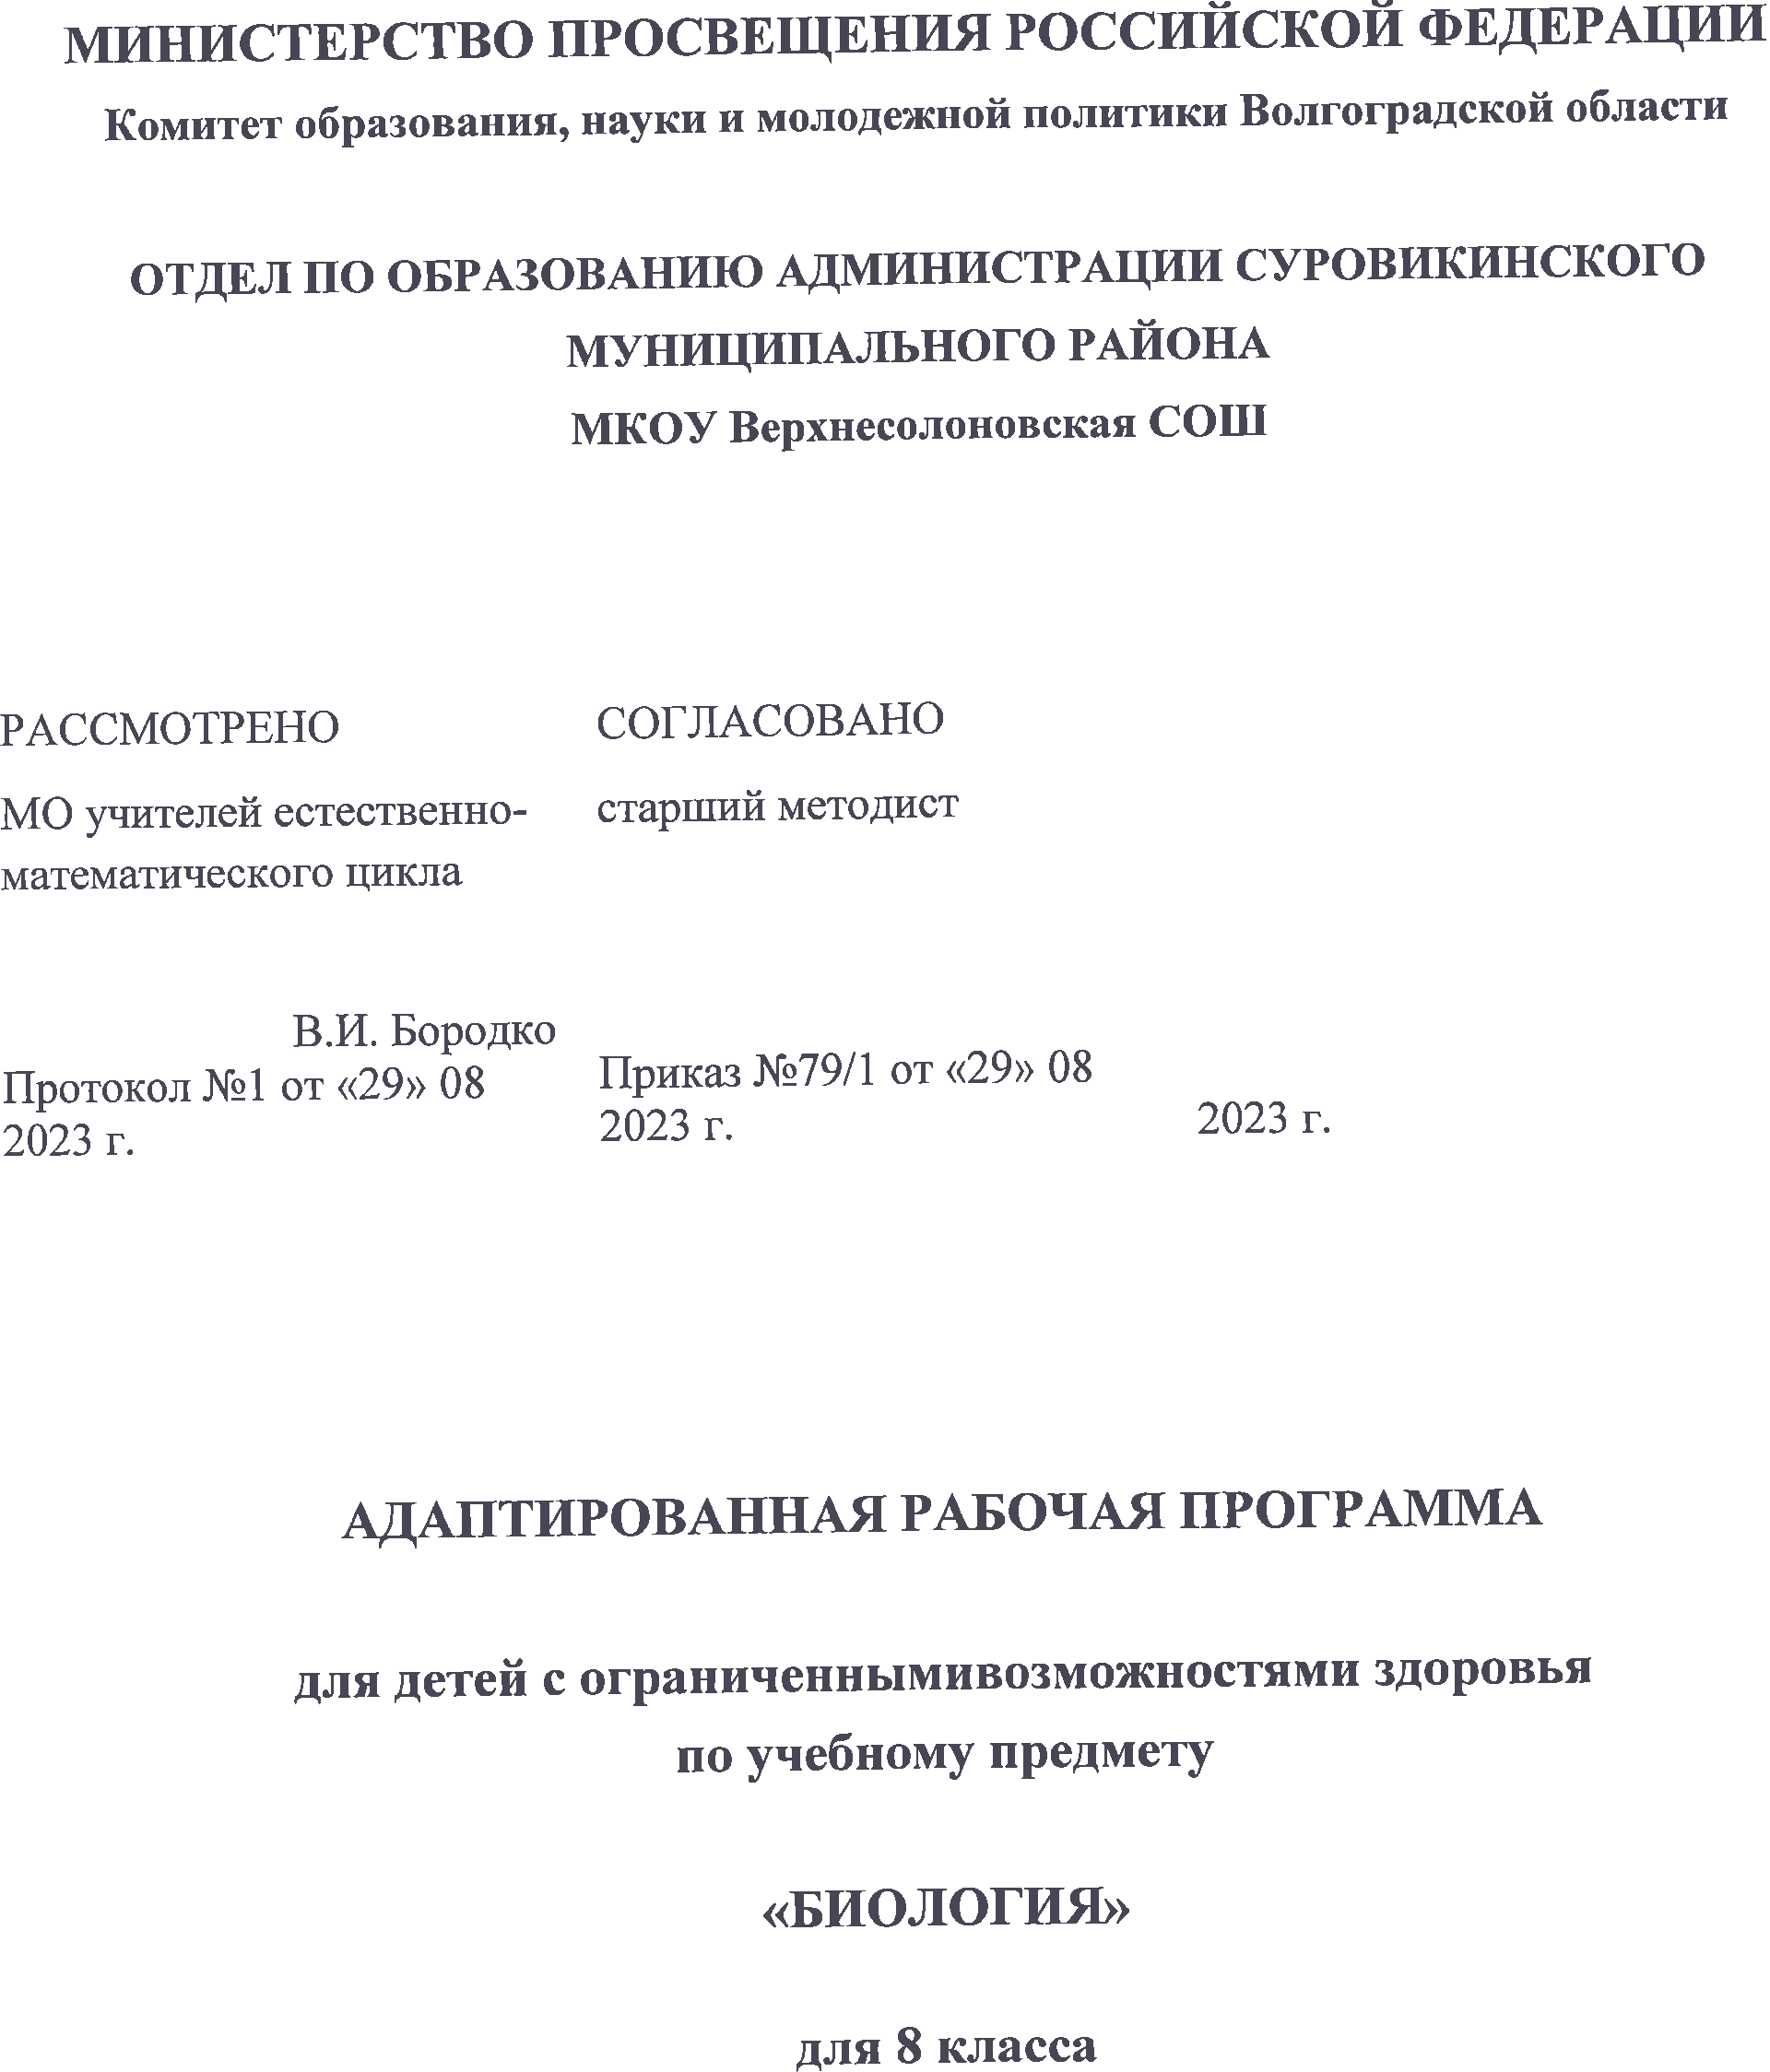 МИНИСТЕРСТВО ПРОСВЕЩЕНИЯ РОССИЙСКОЙ ФЕДЕРАЦИИ
Комитет образования, науки и молодежной политики Волгоградской области
ОТДЕЛ ПО ОБРАЗОВАНИЮ АДМИНИСТРАЦИИ СУРОВИКИНСКОГО
МУНИЦИПАЛЬНОГО РАЙОНА
МКОУ Верхнесолоновская СОШ
РАССМОТРЕНО
МО учителей естественно-
математического цикла
В.И. Бородко
Протокол №1 от «29» 08
2023 г.
СОГЛАСОВАНО
старший методист
Приказ №79/1 от «29» 08
2023 г.
2023 г.
АДАПТИРОВАННАЯ РАБОЧАЯ ПРОГРАММА
для детей с ограниченнымивозможностями здоровья
по учебному предмету
«БИОЛОГИЯ»
для 8 класса